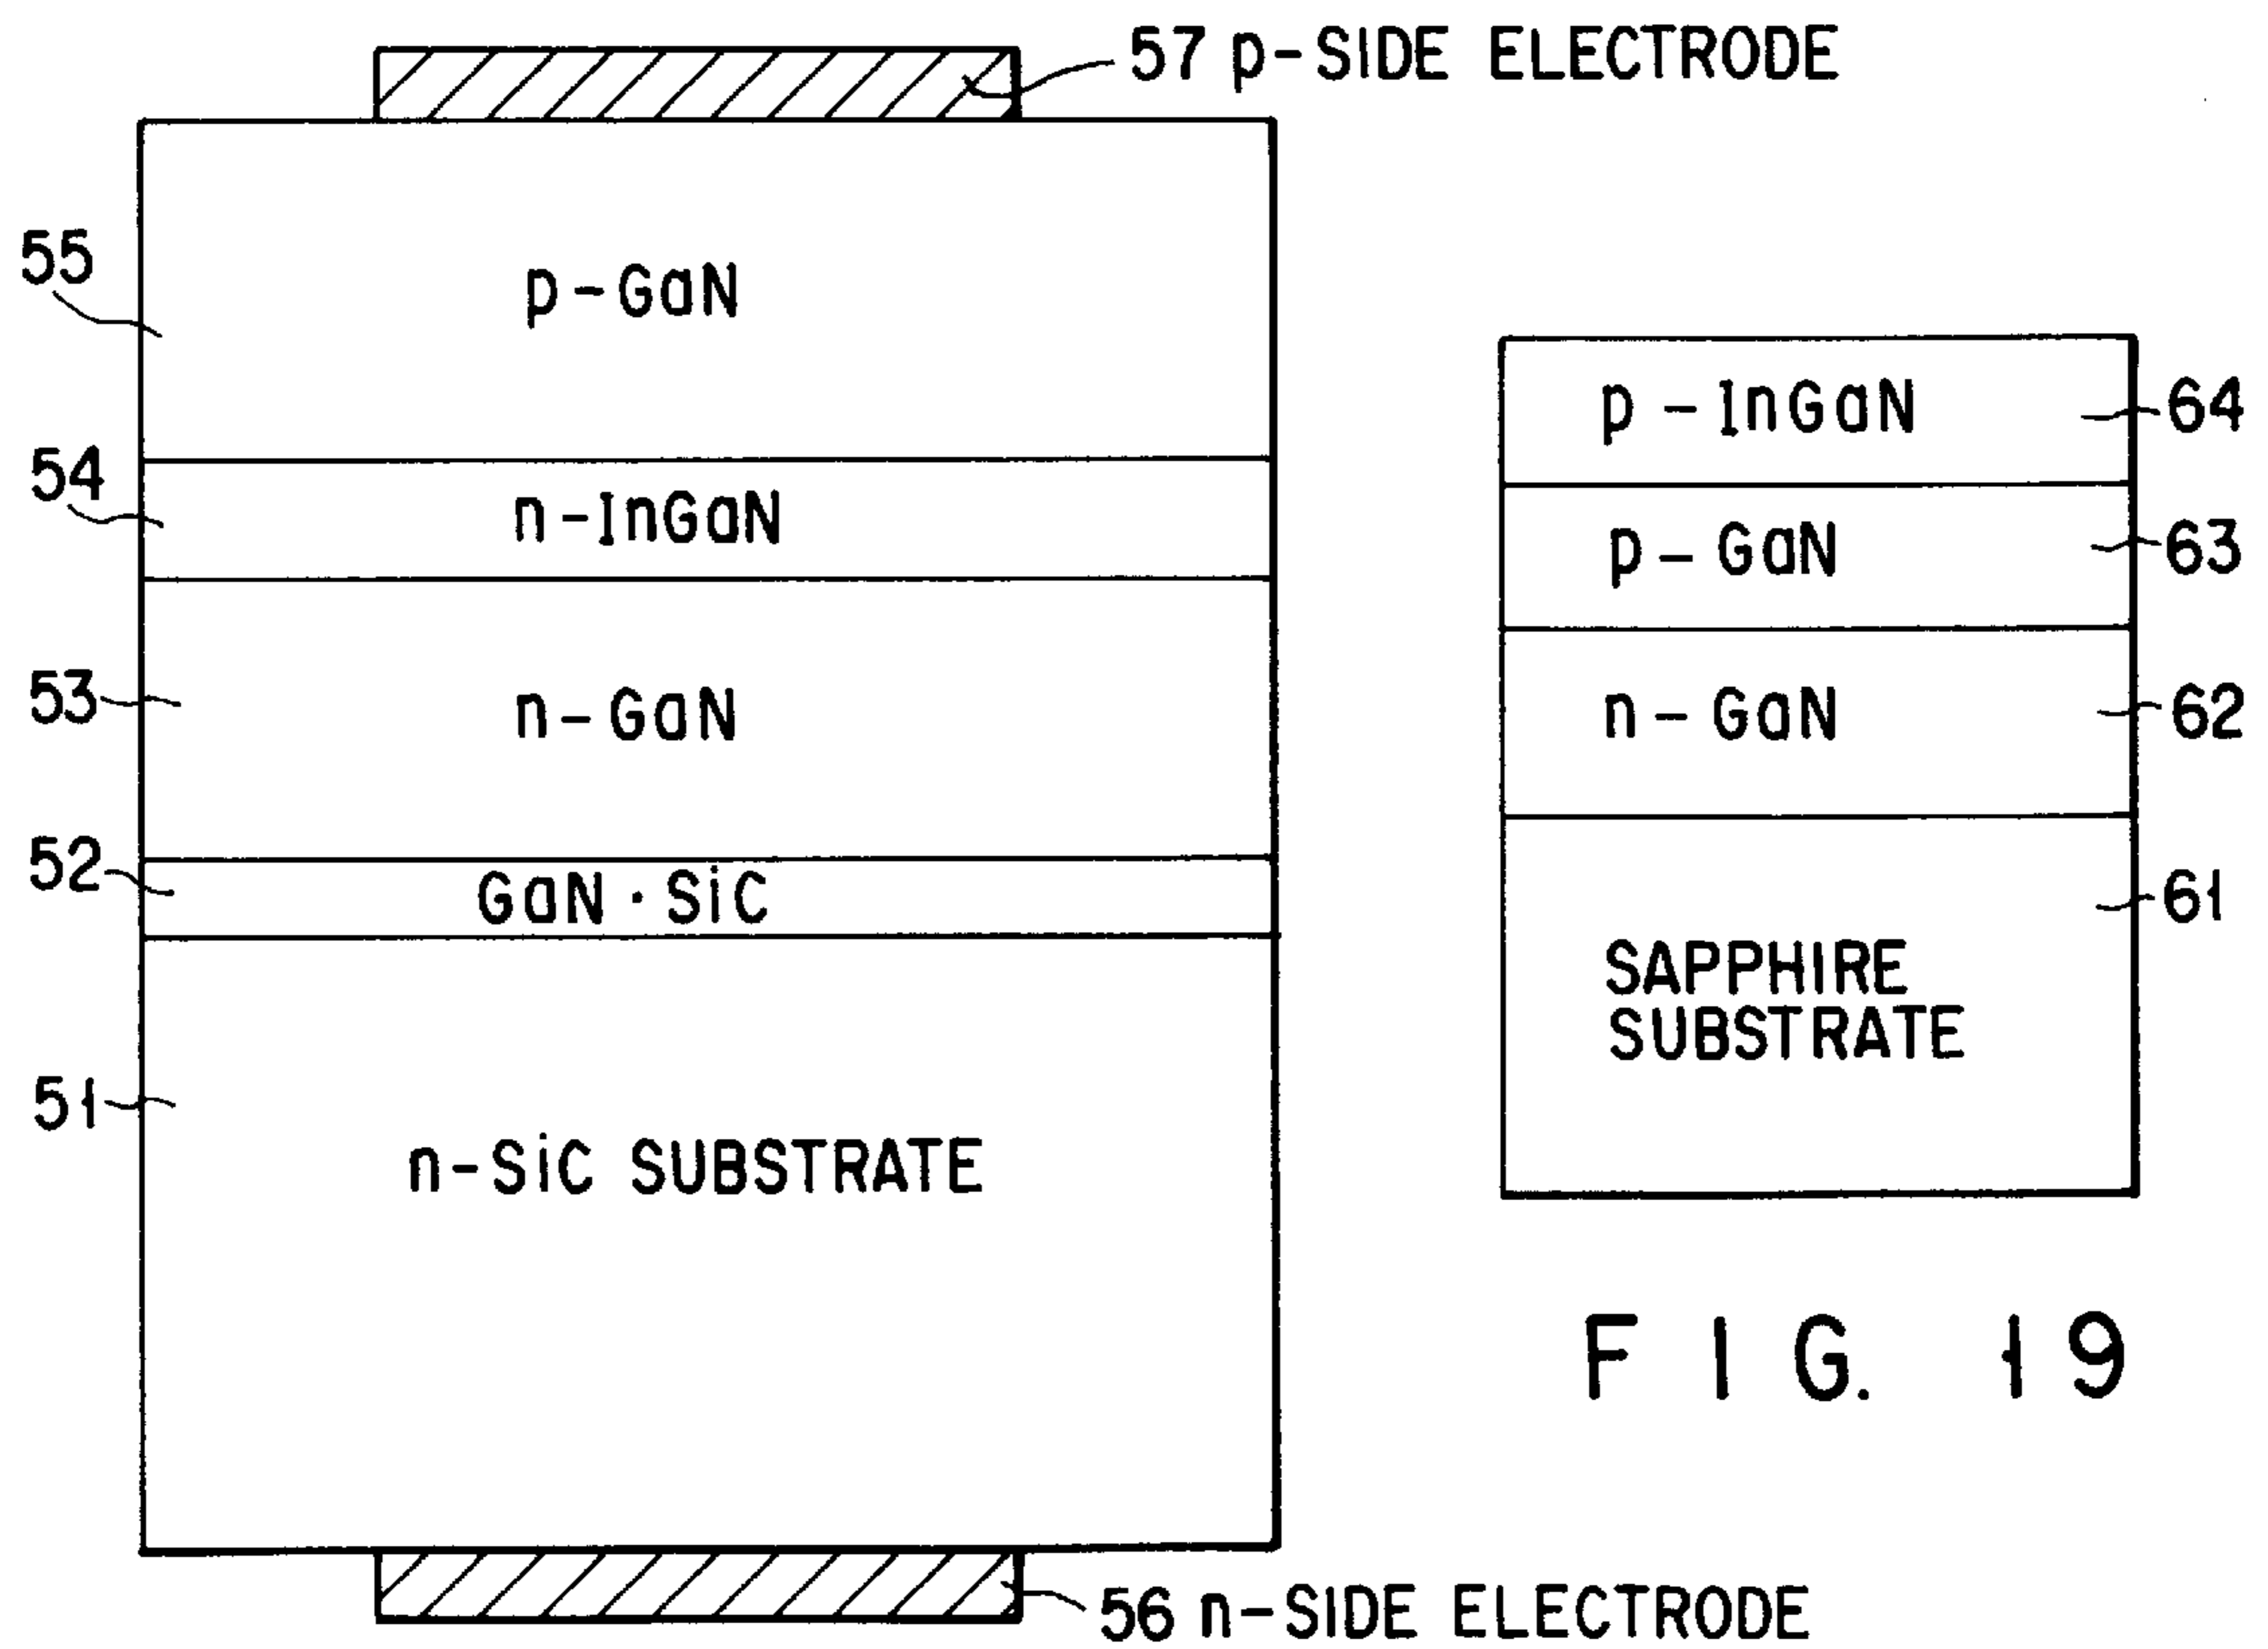 57 p-SIDE ELECTRODE
55
p-GaN
54
n-InGaN
53
n-GaN
52
GaN·SiC
51
n-SiC SUBSTRATE
56 n-SIDE ELECTRODE
p-InGaN
64
p-GaN
63
n-GaN
62
61
SAPPHIRE
SUBSTRATE
FIG. 19